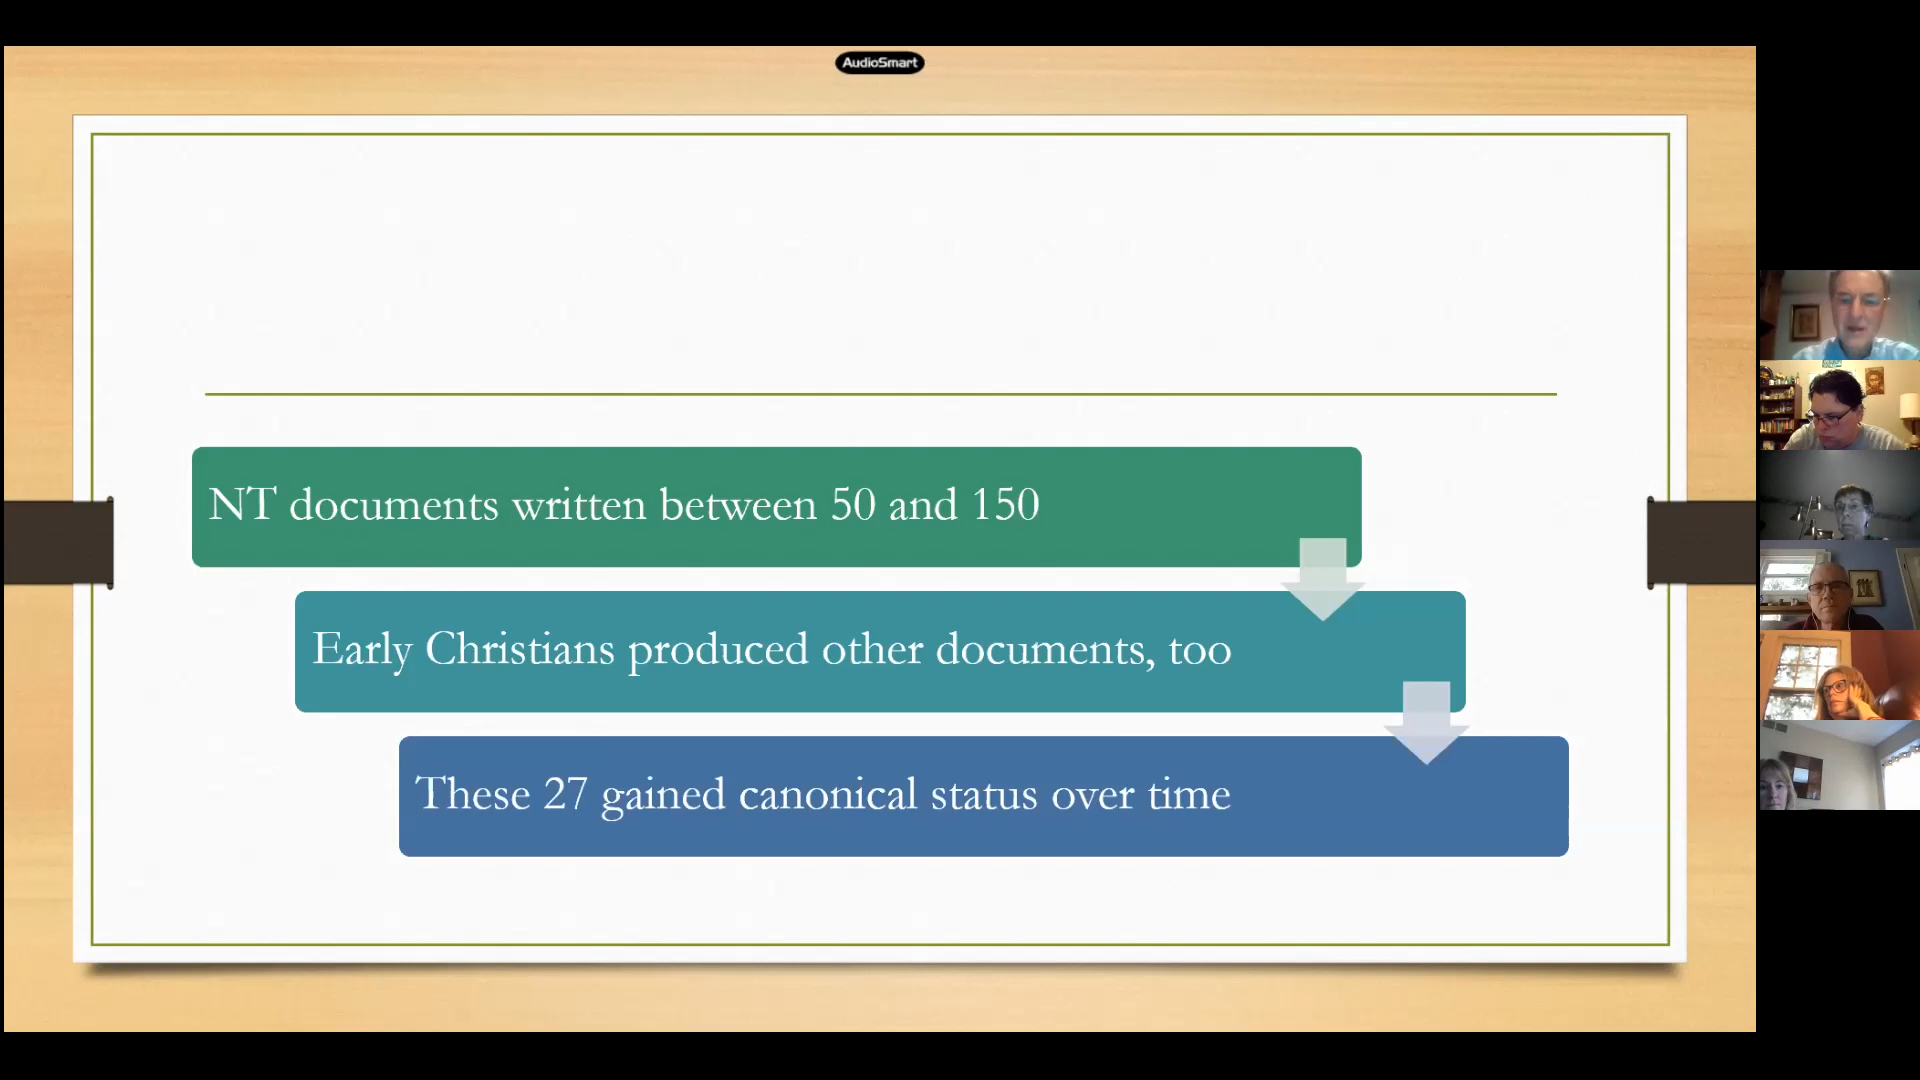 AudioSmart
NT documents written between 50 and 150
Early Christians produced other documents, too
These 27 gained canonical status over time